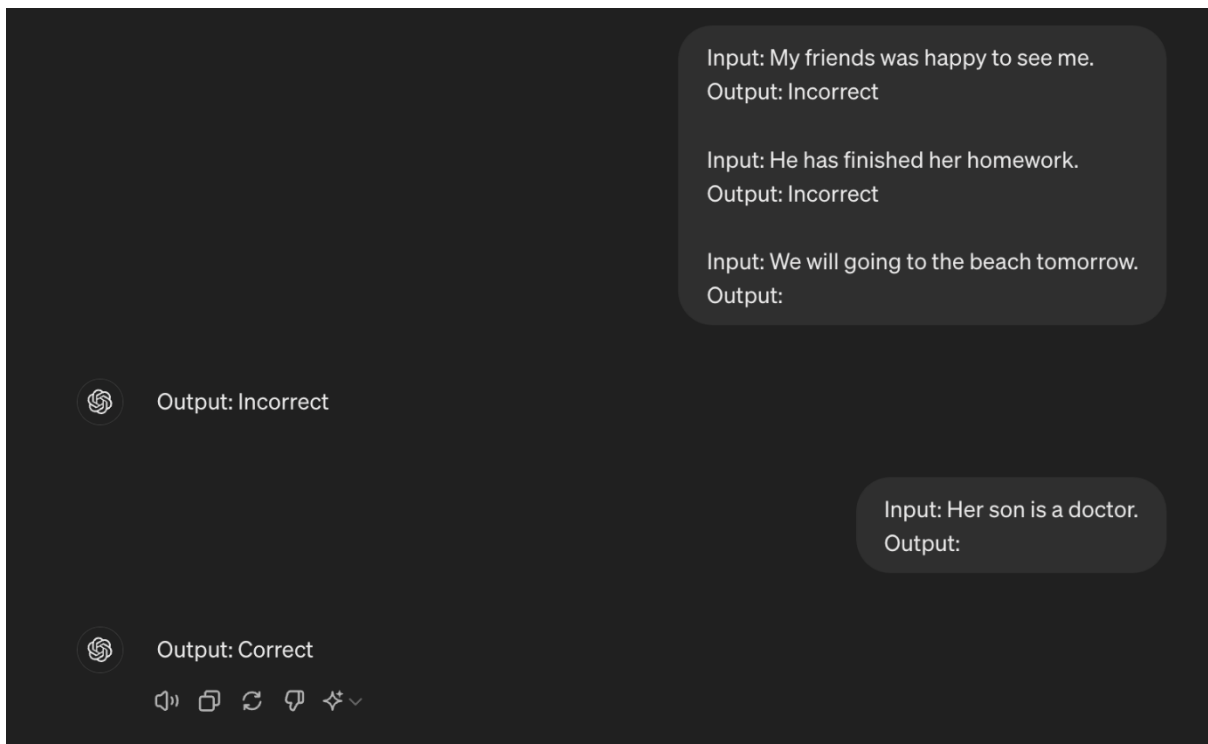 Input: My friends was happy to see me.
Output: Incorrect
Input: He has finished her homework.
Output: Incorrect
Input: We will going to the beach tomorrow.
Output:
Output: Incorrect
Input: Her son is a doctor.
Output:
Output: Correct